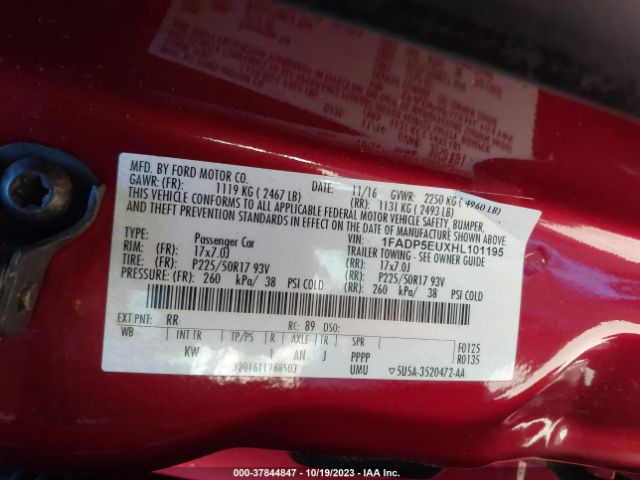 MFD. BY FORD MOTOR CO.
DATE: 11/16 GVWR: 2250 KG ( 4960 LB)
GAWR: (FR): 1119 KG ( 2467 LB) (RR): 1131 KG ( 2493 LB)
THIS VEHICLE CONFORMS TO ALL APPLICABLE FEDERAL MOTOR VEHICLE SAFETY, BUMPER,
AND THEFT PREVENTION STANDARDS IN EFFECT ON THE DATE OF MANUFACTURE SHOWN ABOVE.
VIN: 1FADP5EUXHL101195
Passenger Car TRAILER TOWING - SEE OWNER GUIDE
RIM: (FR): 17x7.0J (RR): 17x7.0J
TIRE: (FR): P225/50R17 93V (RR): P225/50R17 93V
PRESSURE: (FR): 260 kPa/ 38 PSI COLD (RR): 260 kPa/ 38 PSI COLD
EXT PNT: RR RC: 89 DSO:
WB INT TR TP/PS R AXLE TR SPR F0125
KW 1 AN J PPPP R0135
UMU ▽5U5A-3520472-AA
000-37844847 | 10/19/2023 | IAA Inc.